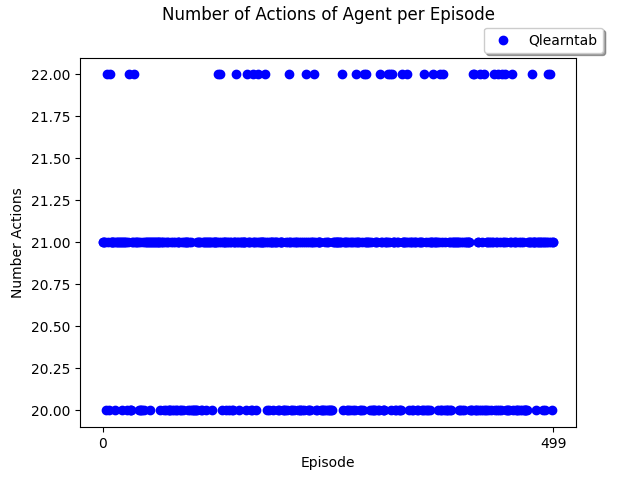 Number of Actions of Agent per Episode
Qlearntab
22.00
21.75
21.50
21.25
21.00
20.75
20.50
20.25
20.00
Number Actions
0
499
Episode